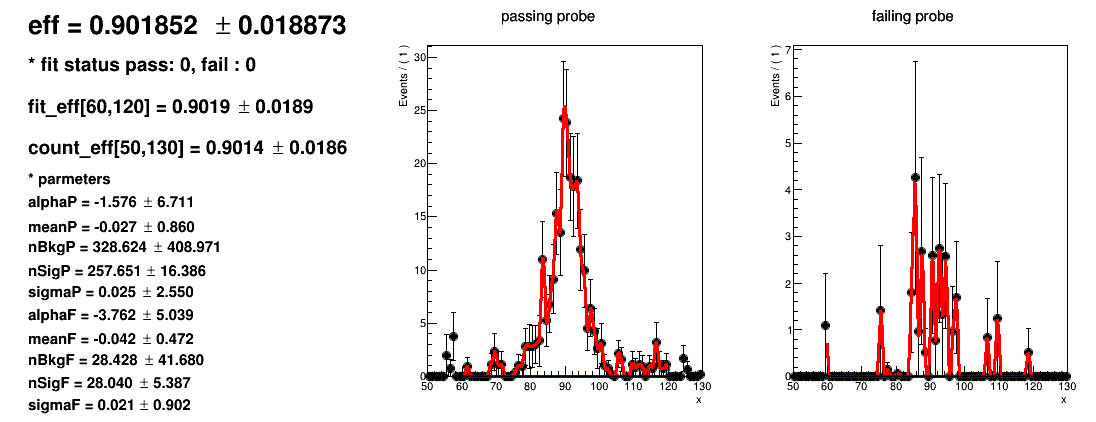 eff = 0.901852 ± 0.018873
* fit status pass: 0, fail : 0
fit_eff[60,120] = 0.9019 ± 0.0189
count_eff[50,130] = 0.9014 ± 0.0186
* parmeters
alphaP = -1.576 ± 6.711
meanP = -0.027 ± 0.860
nBkgP = 328.624 ± 408.971
nSigP = 257.651 ± 16.386
sigmaP = 0.025 ± 2.550
alphaF = -3.762 ± 5.039
meanF = -0.042 ± 0.472
nBkgF = 28.428 ± 41.680
nSigF = 28.040 ± 5.387
sigmaF = 0.021 ± 0.902
passing probe
Events / ( 1 )
30
25
20
15
10
5
0
50 60 70 80 90 100 110 120 130
x
failing probe
Events / ( 1 )
7
6
5
4
3
2
1
0
50 60 70 80 90 100 110 120 130
x